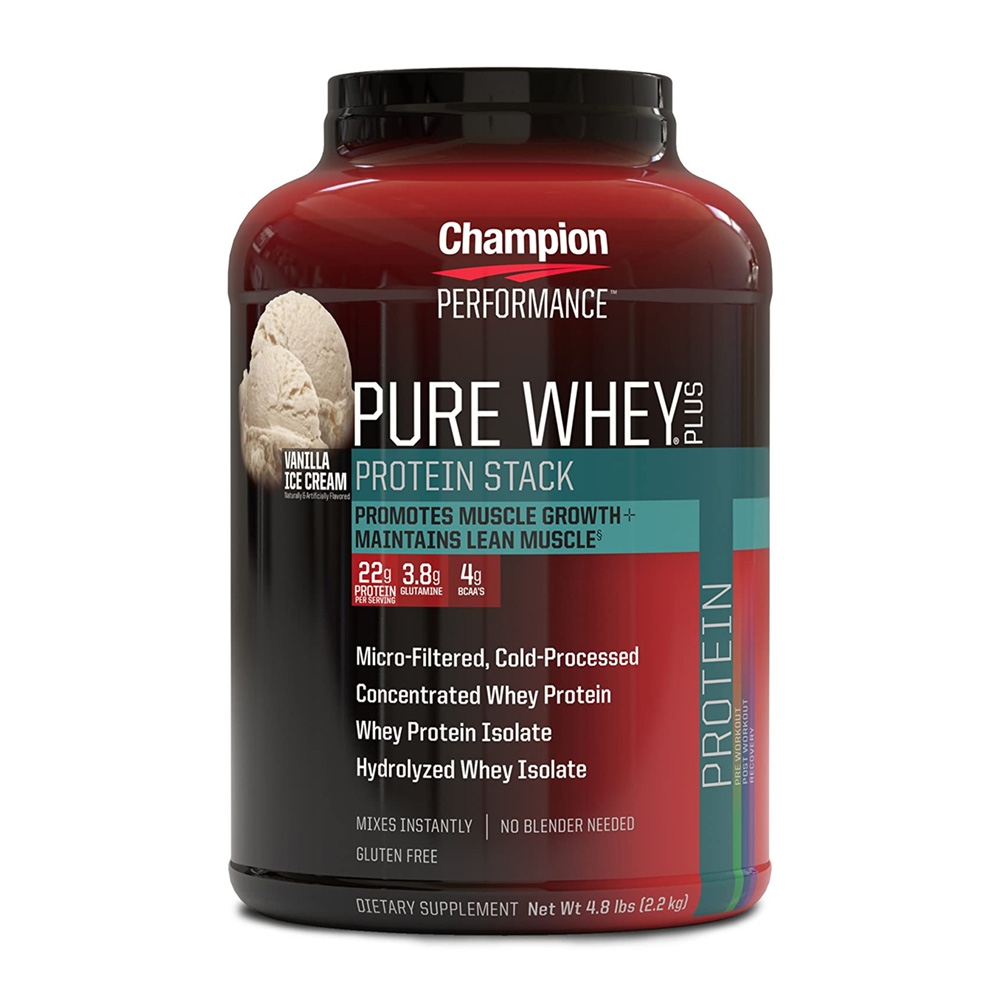 Champion
PERFORMANCE™
PURE WHEY® PLUS
VANILLA
ICE CREAM
Naturally & Artificially Flavored
PROTEIN STACK
PROMOTES MUSCLE GROWTH+
MAINTAINS LEAN MUSCLE§
22g
PROTEIN
PER SERVING
3.8g
GLUTAMINE
4g
BCAA'S
Micro-Filtered, Cold-Processed
Concentrated Whey Protein
Whey Protein Isolate
Hydrolyzed Whey Isolate
MIXES INSTANTLY | NO BLENDER NEEDED
GLUTEN FREE
DIETARY SUPPLEMENT Net Wt 4.8 lbs (2.2 kg)
PROTEIN
PRE WORKOUT
POST WORKOUT
RECOVERY